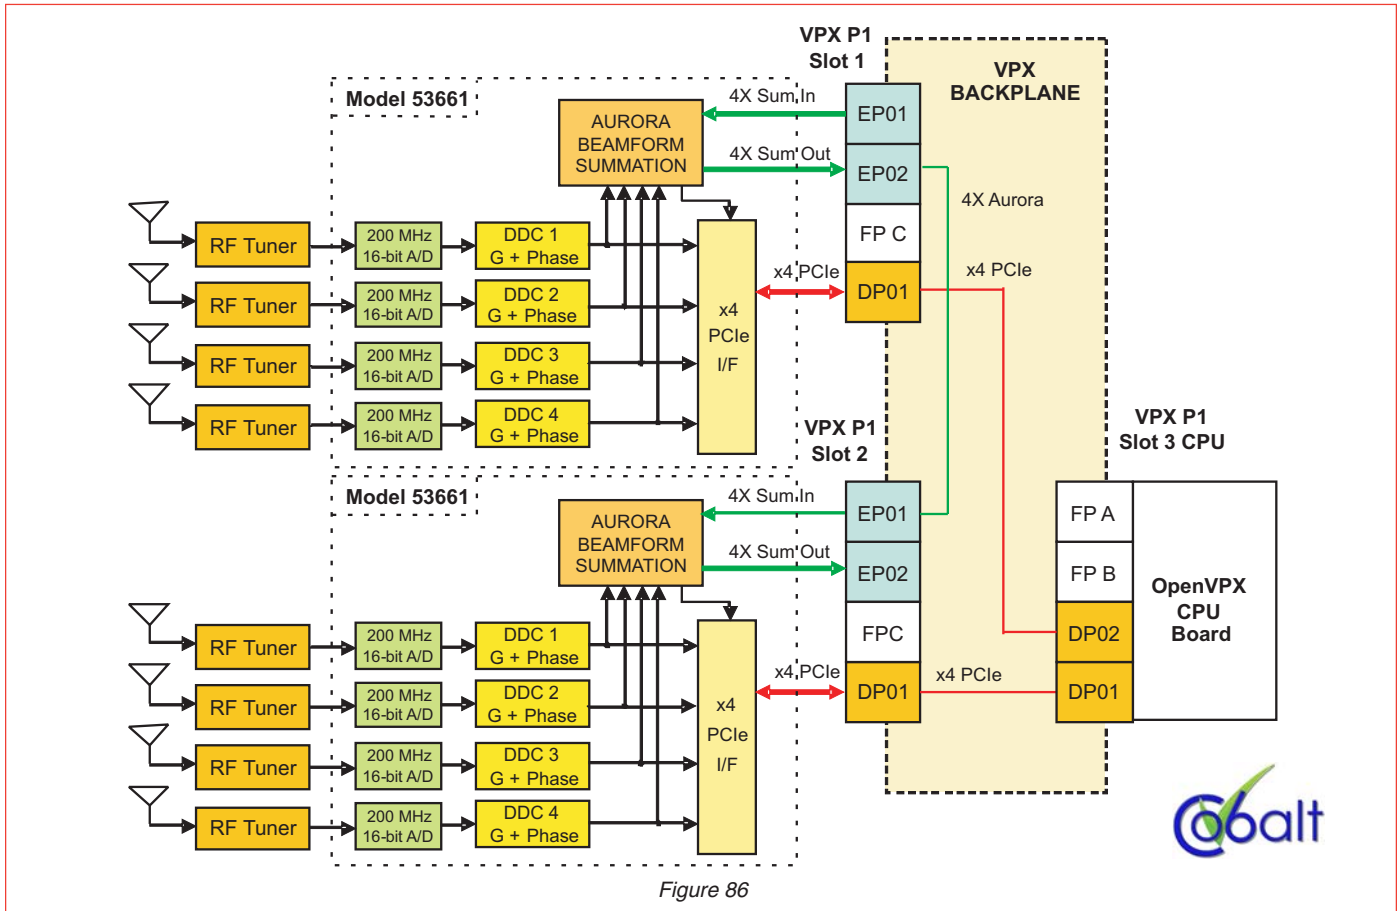 VPX P1
Slot 1
VPX
BACKPLANE
Model 53661
AURORA
BEAMFORM
SUMMATION
4X Sum In
4X Sum Out
EP01
EP02
FP C
DP01
4X Aurora
x4 PCIe
x4 PCIe
RF Tuner
200 MHz
16-bit A/D
DDC 1
G + Phase
RF Tuner
200 MHz
16-bit A/D
DDC 2
G + Phase
RF Tuner
200 MHz
16-bit A/D
DDC 3
G + Phase
RF Tuner
200 MHz
16-bit A/D
DDC 4
G + Phase
x4
PCIe
I/F
VPX P1
Slot 2
VPX P1
Slot 3 CPU
Model 53661
AURORA
BEAMFORM
SUMMATION
4X Sum In
4X Sum Out
EP01
EP02
FPC
DP01
x4 PCIe
x4 PCIe
FP A
FP B
DP02
DP01
OpenVPX
CPU
Board
RF Tuner
200 MHz
16-bit A/D
DDC 1
G + Phase
RF Tuner
200 MHz
16-bit A/D
DDC 2
G + Phase
RF Tuner
200 MHz
16-bit A/D
DDC 3
G + Phase
RF Tuner
200 MHz
16-bit A/D
DDC 4
G + Phase
x4
PCIe
I/F
Cobalt
Figure 86